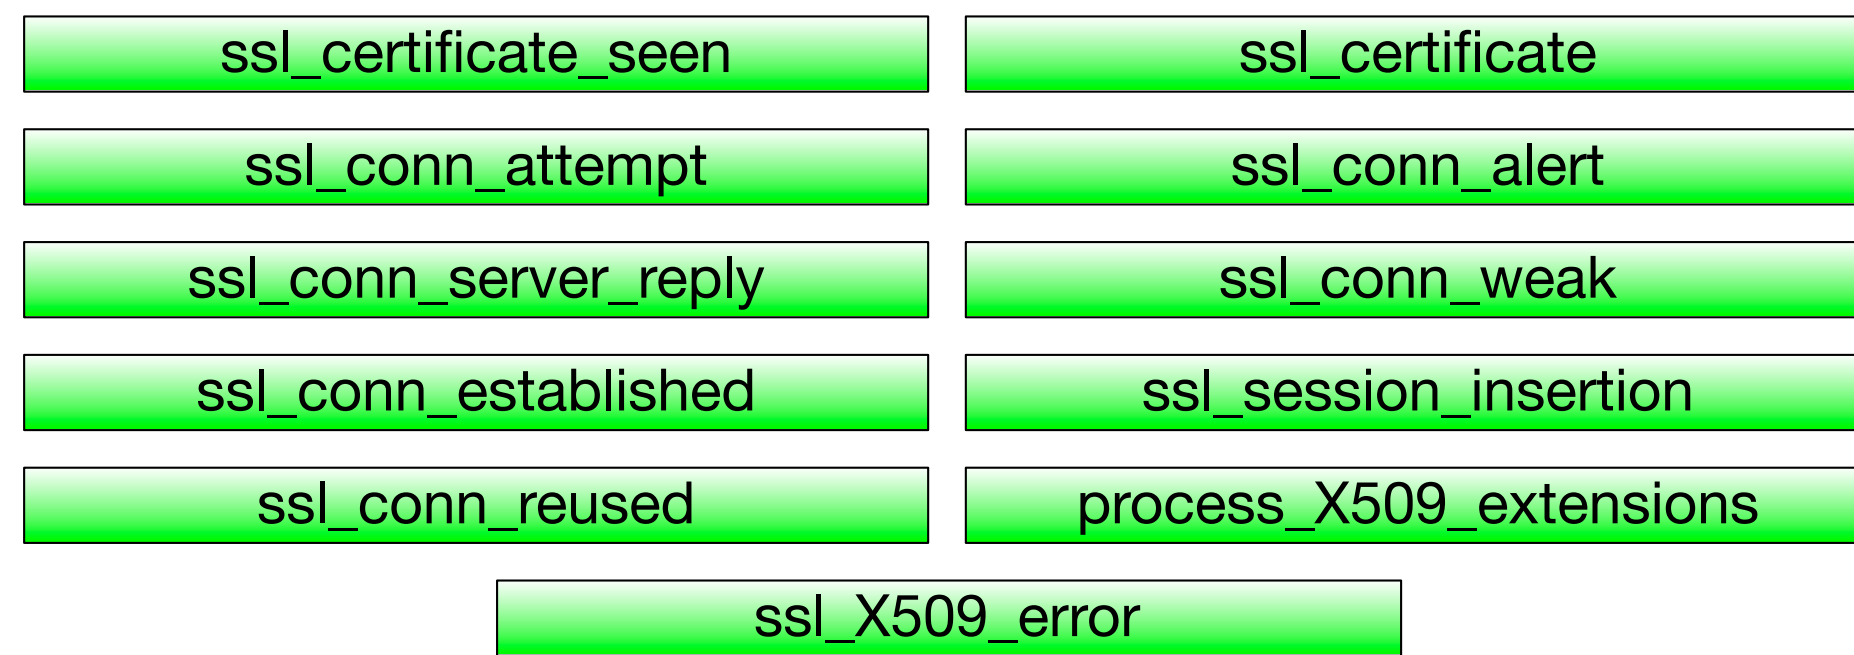 ssl_certificate_seen
ssl_certificate
ssl_conn_attempt
ssl_conn_alert
ssl_conn_server_reply
ssl_conn_weak
ssl_conn_established
ssl_session_insertion
ssl_conn_reused
process_X509_extensions
ssl_X509_error